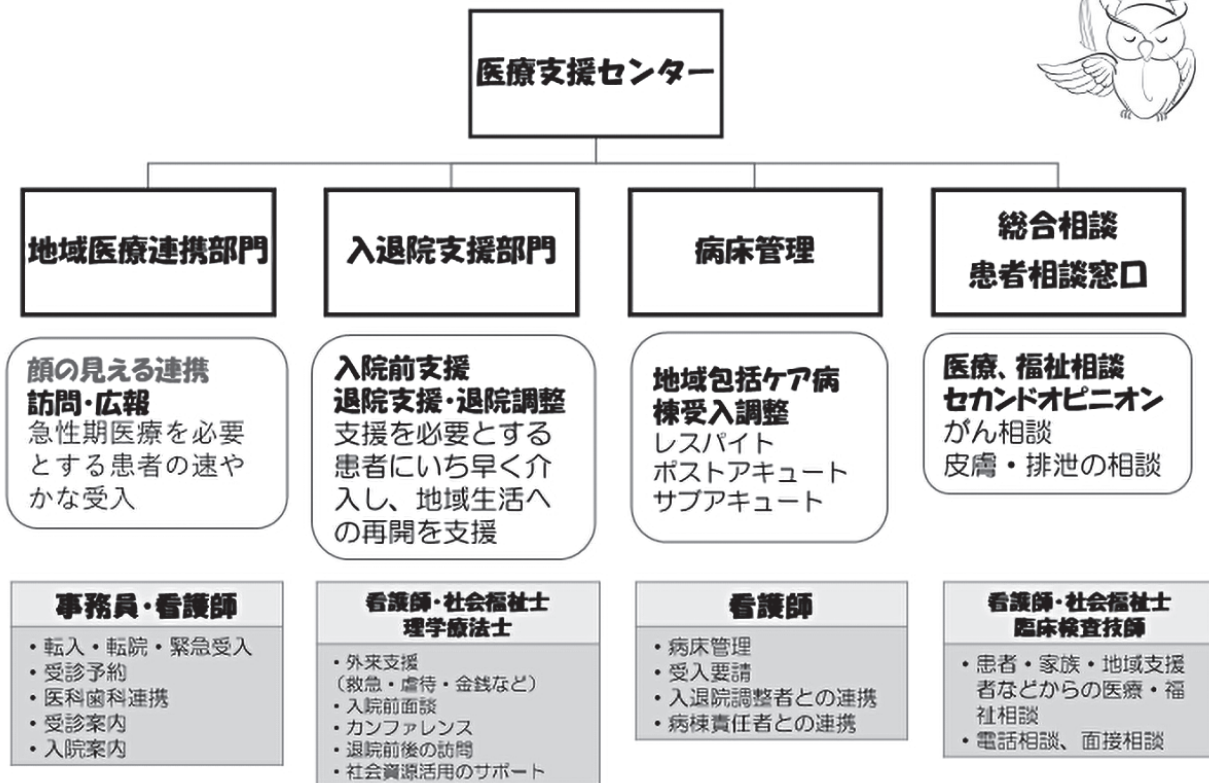 医療支援センター
地域医療連携部門
顔の見える連携
訪問・広報
急性期医療を必要
とする患者の速や
かな受入
事務員・看護師
・転入・転院・緊急受入
・受診予約
・医科歯科連携
・受診案内
・入院案内
入退院支援部門
入院前支援
退院支援・退院調整
支援を必要とする
患者にいち早く介
入し、地域生活へ
の再開を支援
看護師・社会福祉士
理学療法士
・外来支援
（救急・虐待・金銭など）
・入院前面談
・カンファレンス
・退院前後の訪問
・社会資源活用のサポート
病床管理
地域包括ケア病
棟受入調整
レスパイト
ポストアキュート
サブアキュート
看護師
・病床管理
・受入要請
・入退院調整者との連携
・病棟責任者との連携
総合相談
患者相談窓口
医療、福祉相談
セカンドオピニオン
がん相談
皮膚・排泄の相談
看護師・社会福祉士
臨床検査技師
・患者・家族・地域支援
者などからの医療・福
祉相談
・電話相談、面接相談